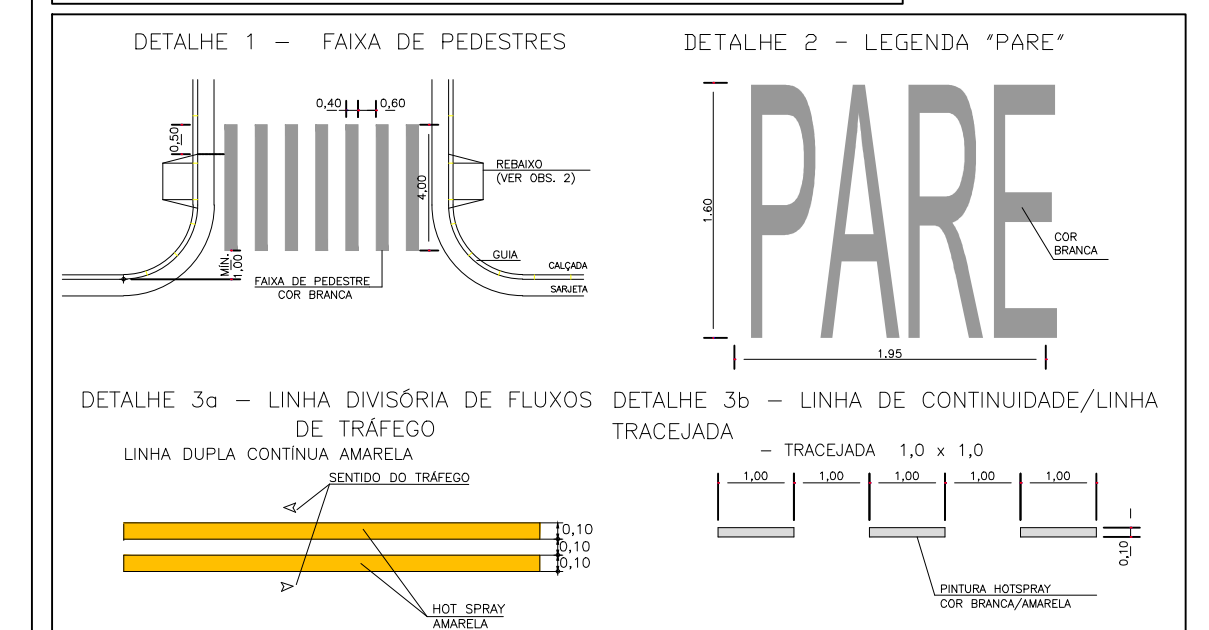 DETALHE 1 – FAIXA DE PEDESTRES
0,40
0,60
0,50
4,00
REBAIXO
(VER OBS. 2)
MÍN.
1,00
GUIA
CALÇADA
SARJETA
FAIXA DE PEDESTRE
COR BRANCA
DETALHE 2 - LEGENDA "PARE"
PARE
1.60
COR
BRANCA
1.95
DETALHE 3a – LINHA DIVISÓRIA DE FLUXOS
DE TRÁFEGO
LINHA DUPLA CONTÍNUA AMARELA
SENTIDO DO TRÁFEGO
0,10
0,10
0,10
HOT SPRAY
AMARELA
DETALHE 3b – LINHA DE CONTINUIDADE/LINHA
TRACEJADA
– TRACEJADA 1,0 x 1,0
1,00 1,00 1,00 1,00 1,00
0,10
PINTURA HOTSPRAY
COR BRANCA/AMARELA